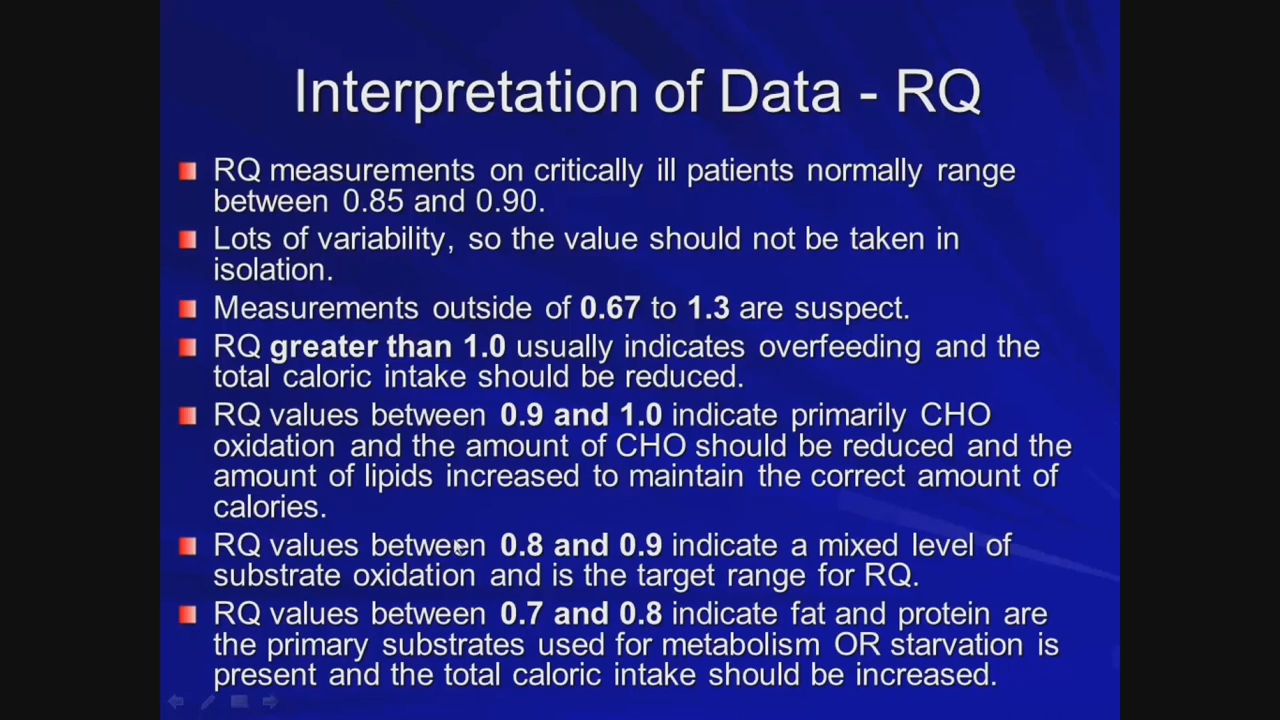 Interpretation of Data - RQ
RQ measurements on critically ill patients normally range
between 0.85 and 0.90.
Lots of variability, so the value should not be taken in
isolation.
Measurements outside of 0.67 to 1.3 are suspect.
RQ greater than 1.0 usually indicates overfeeding and the
total caloric intake should be reduced.
RQ values between 0.9 and 1.0 indicate primarily CHO
oxidation and the amount of CHO should be reduced and the
amount of lipids increased to maintain the correct amount of
calories.
RQ values between 0.8 and 0.9 indicate a mixed level of
substrate oxidation and is the target range for RQ.
RQ values between 0.7 and 0.8 indicate fat and protein are
the primary substrates used for metabolism OR starvation is
present and the total caloric intake should be increased.